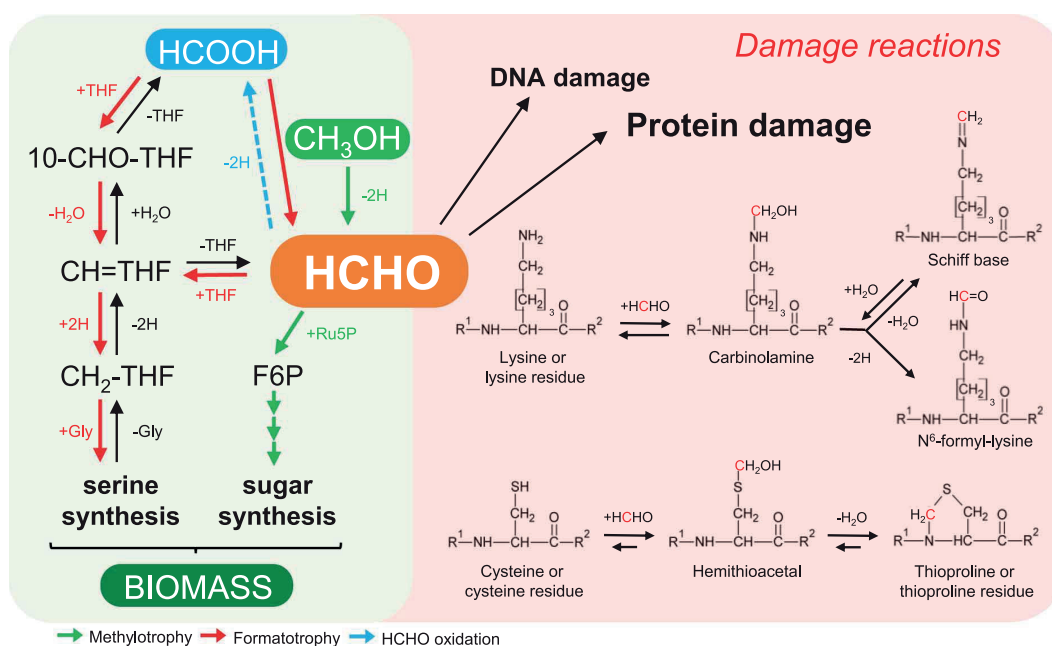 HCOOH
Damage reactions
+THF
-THF
10-CHO-THF
-H₂O
+H₂O
CH=THF
-THF
+THF
+2H
-2H
CH₂-THF
+Gly
-Gly
serine
synthesis
-2H
CH₃OH
-2H
HCHO
+Ru5P
F6P
sugar
synthesis
BIOMASS
DNA damage
Protein damage
NH₂
CH₂
[CH₂]₃
O
R¹—NH—CH—C—R²
Lysine or
lysine residue
+HCHO
CH₂OH
NH
CH₂
[CH₂]₃
O
R¹—NH—CH—C—R²
Carbinolamine
+H₂O
-H₂O
-2H
CH₂
N
CH₂
[CH₂]₃
O
R¹—NH—CH—C—R²
Schiff base
HC=O
HN
CH₂
[CH₂]₃
O
R¹—NH—CH—C—R²
N⁶-formyl-lysine
SH
CH₂
O
R¹—NH—CH—C—R²
Cysteine or
cysteine residue
+HCHO
CH₂OH
S
CH₂
O
R¹—NH—CH—C—R²
Hemithioacetal
-H₂O
S
H₂C
CH₂
O
R¹—N—HC—C—R²
Thioproline or
thioproline residue
Methylotrophy
Formatotrophy
HCHO oxidation